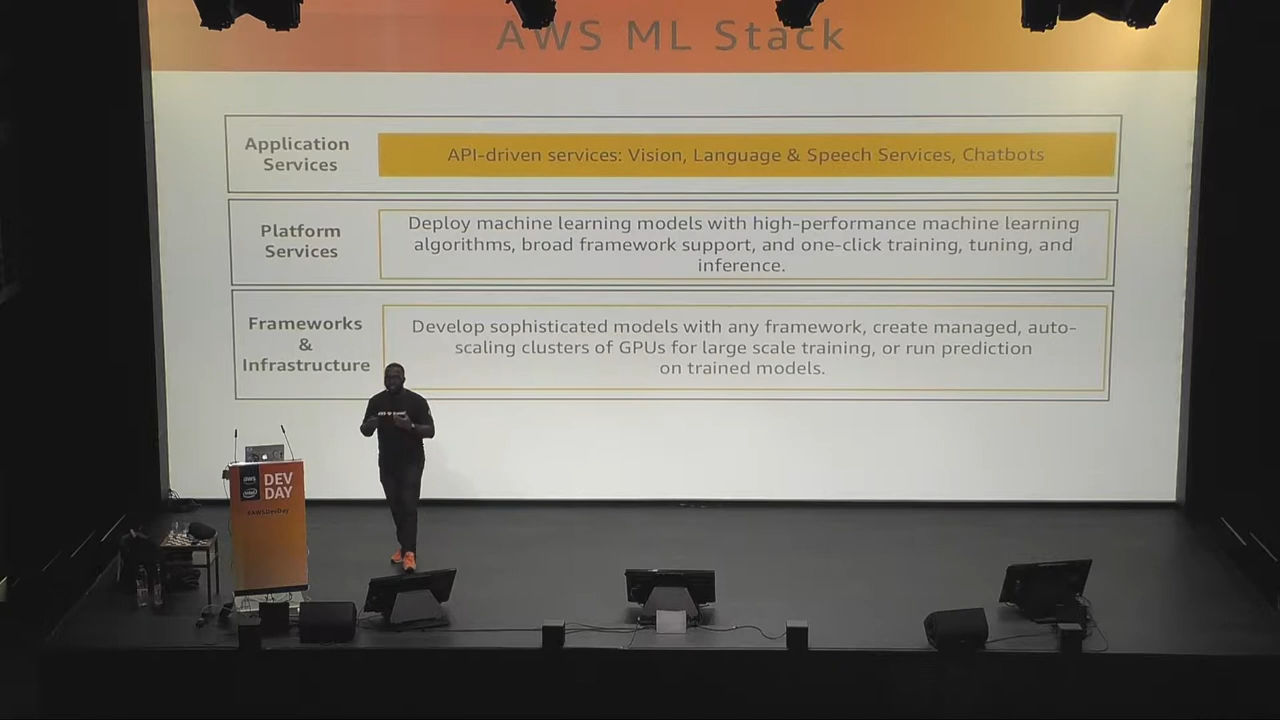 AWS ML Stack
Application
Services
API-driven services: Vision, Language & Speech Services, Chatbots
Platform
Services
Deploy machine learning models with high-performance machine learning
algorithms, broad framework support, and one-click training, tuning, and
inference.
Frameworks
&
Infrastructure
Develop sophisticated models with any framework, create managed, auto-
scaling clusters of GPUs for large scale training, or run prediction
on trained models.
aws
DEV
DAY
#AWSDevDay